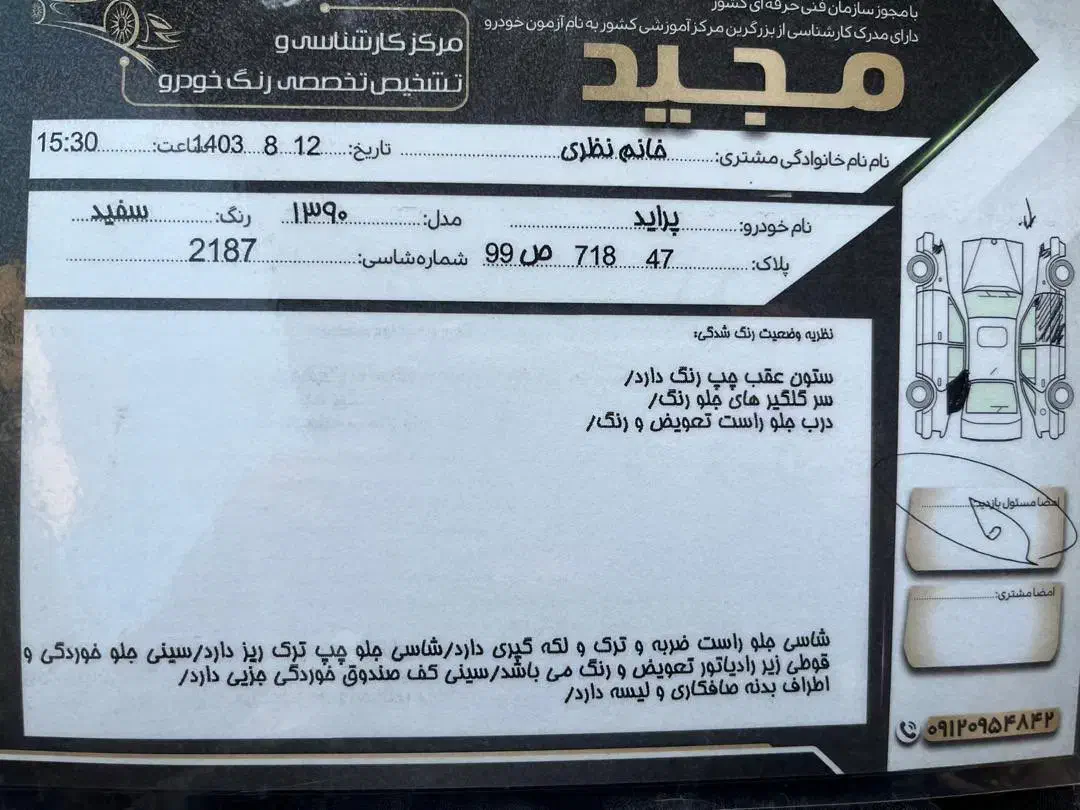 با مجوز سازمان فنی حرفه ای کشور
دارای مدرک کارشناسی از بزرگترین مرکز آموزشی کشور به نام آزمون خودرو
مجید
مرکز کارشناسی و
تشخیص تخصصی رنگ خودرو
نام نام خانوادگی مشتری: خانم نظری تاریخ: 12 8 1403 ساعت: 15:30
نام خودرو: پراید مدل: ۱۳۹۰ رنگ: سفید
پلاک: 47 718 ص 99 شماره شاسی: 2187
نظریه وضعیت رنگ شدگی:
ستون عقب چپ رنگ دارد/
سر گلگیر های جلو رنگ/
درب جلو راست تعویض و رنگ/
شاسی جلو راست ضربه و ترک و لکه گیری دارد/شاسی جلو چپ ترک ریز دارد/سینی جلو خوردگی و
قوطی زیر رادیاتور تعویض و رنگ می باشد/سینی کف صندوق خوردگی جزیی دارد/
اطراف بدنه صافکاری و لیسه دارد/
امضا مسئول بازدید:
امضا مشتری:
۰۹۱۲۰۹۵۴۸۴۲